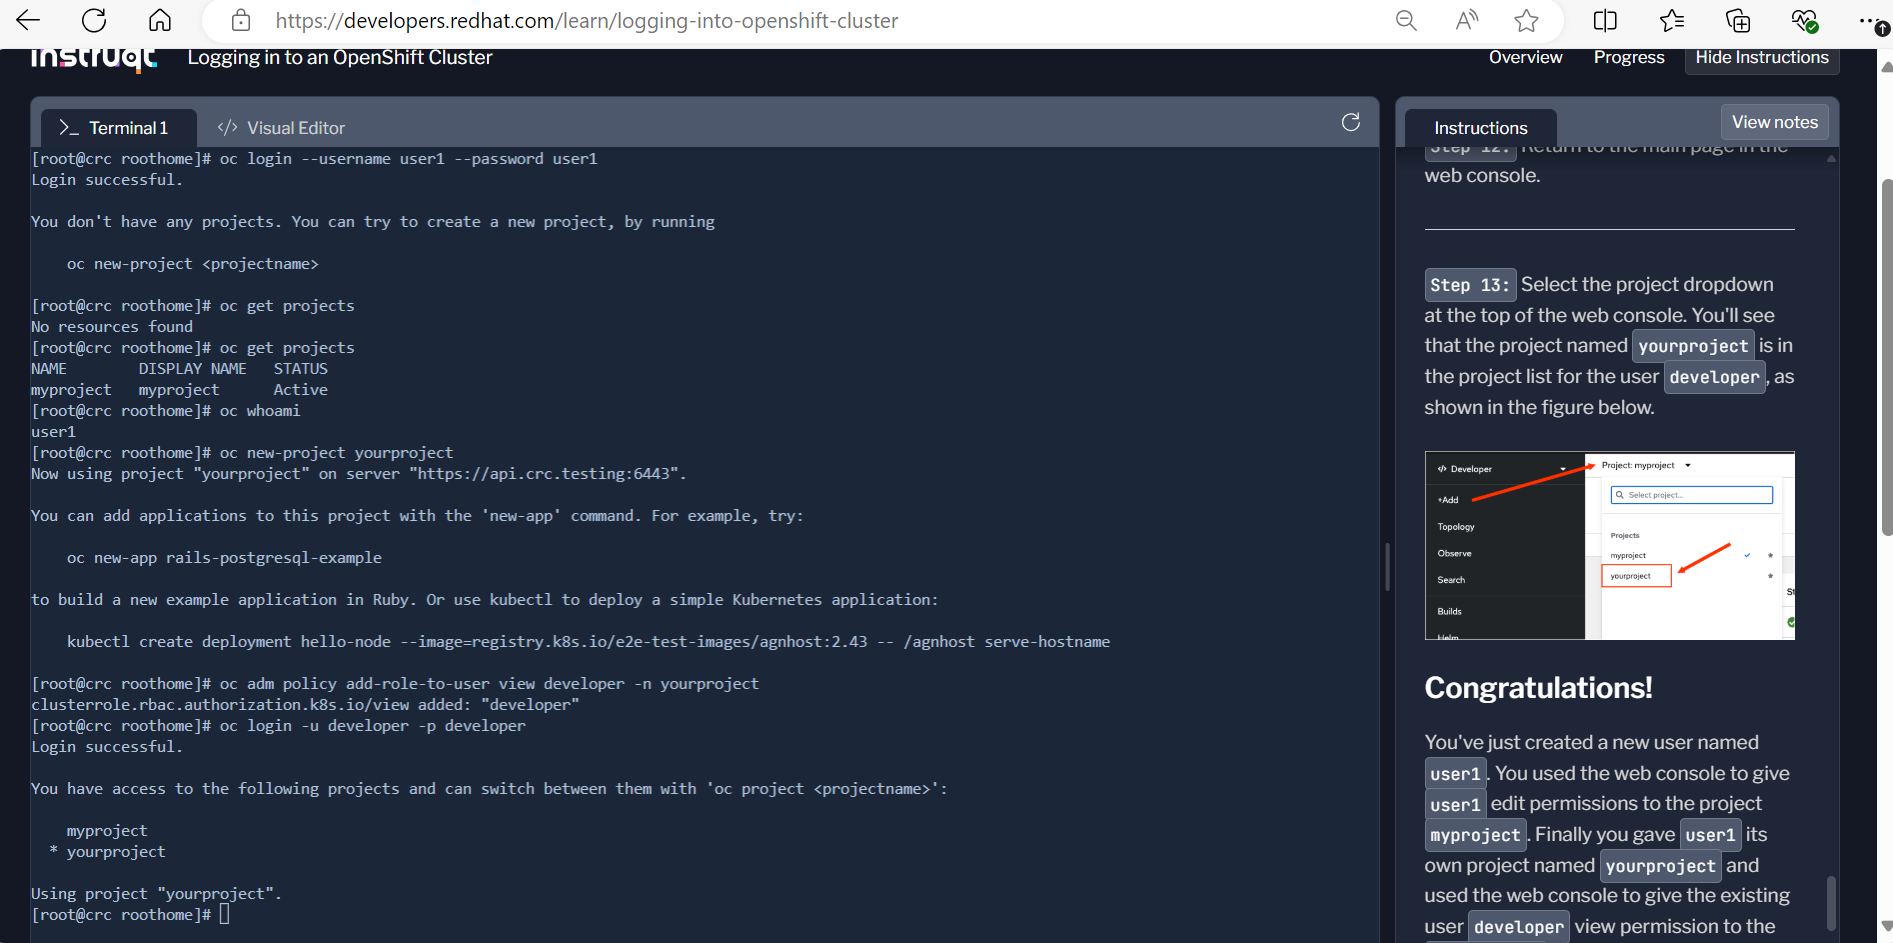 https://developers.redhat.com/learn/logging-into-openshift-cluster
instruqt
Logging in to an OpenShift Cluster
Overview
Progress
Hide Instructions
>_ Terminal 1
</> Visual Editor
[root@crc roothome]# oc login --username user1 --password user1
Login successful.
You don't have any projects. You can try to create a new project, by running
oc new-project <projectname>
[root@crc roothome]# oc get projects
No resources found
[root@crc roothome]# oc get projects
NAME DISPLAY NAME STATUS
myproject myproject Active
[root@crc roothome]# oc whoami
user1
[root@crc roothome]# oc new-project yourproject
Now using project "yourproject" on server "https://api.crc.testing:6443".
You can add applications to this project with the 'new-app' command. For example, try:
oc new-app rails-postgresql-example
to build a new example application in Ruby. Or use kubectl to deploy a simple Kubernetes application:
kubectl create deployment hello-node --image=registry.k8s.io/e2e-test-images/agnhost:2.43 -- /agnhost serve-hostname
[root@crc roothome]# oc adm policy add-role-to-user view developer -n yourproject
clusterrole.rbac.authorization.k8s.io/view added: "developer"
[root@crc roothome]# oc login -u developer -p developer
Login successful.
You have access to the following projects and can switch between them with 'oc project <projectname>':
myproject
* yourproject
Using project "yourproject".
[root@crc roothome]#
Instructions
View notes
Step 12: Return to the main page in the
web console.
Step 13: Select the project dropdown
at the top of the web console. You'll see
that the project named yourproject is in
the project list for the user developer, as
shown in the figure below.
</> Developer
+Add
Topology
Observe
Search
Builds
Helm
Project: myproject
Select project...
Projects
myproject
yourproject
St
Congratulations!
You've just created a new user named
user1. You used the web console to give
user1 edit permissions to the project
myproject. Finally you gave user1 its
own project named yourproject and
used the web console to give the existing
user developer view permission to the